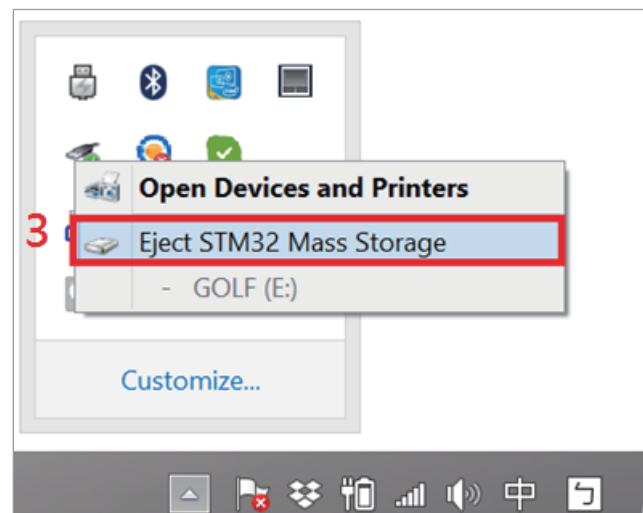 Open Devices and Printers
3
Eject STM32 Mass Storage
- GOLF (E:)
Customize...
中
ㄅ